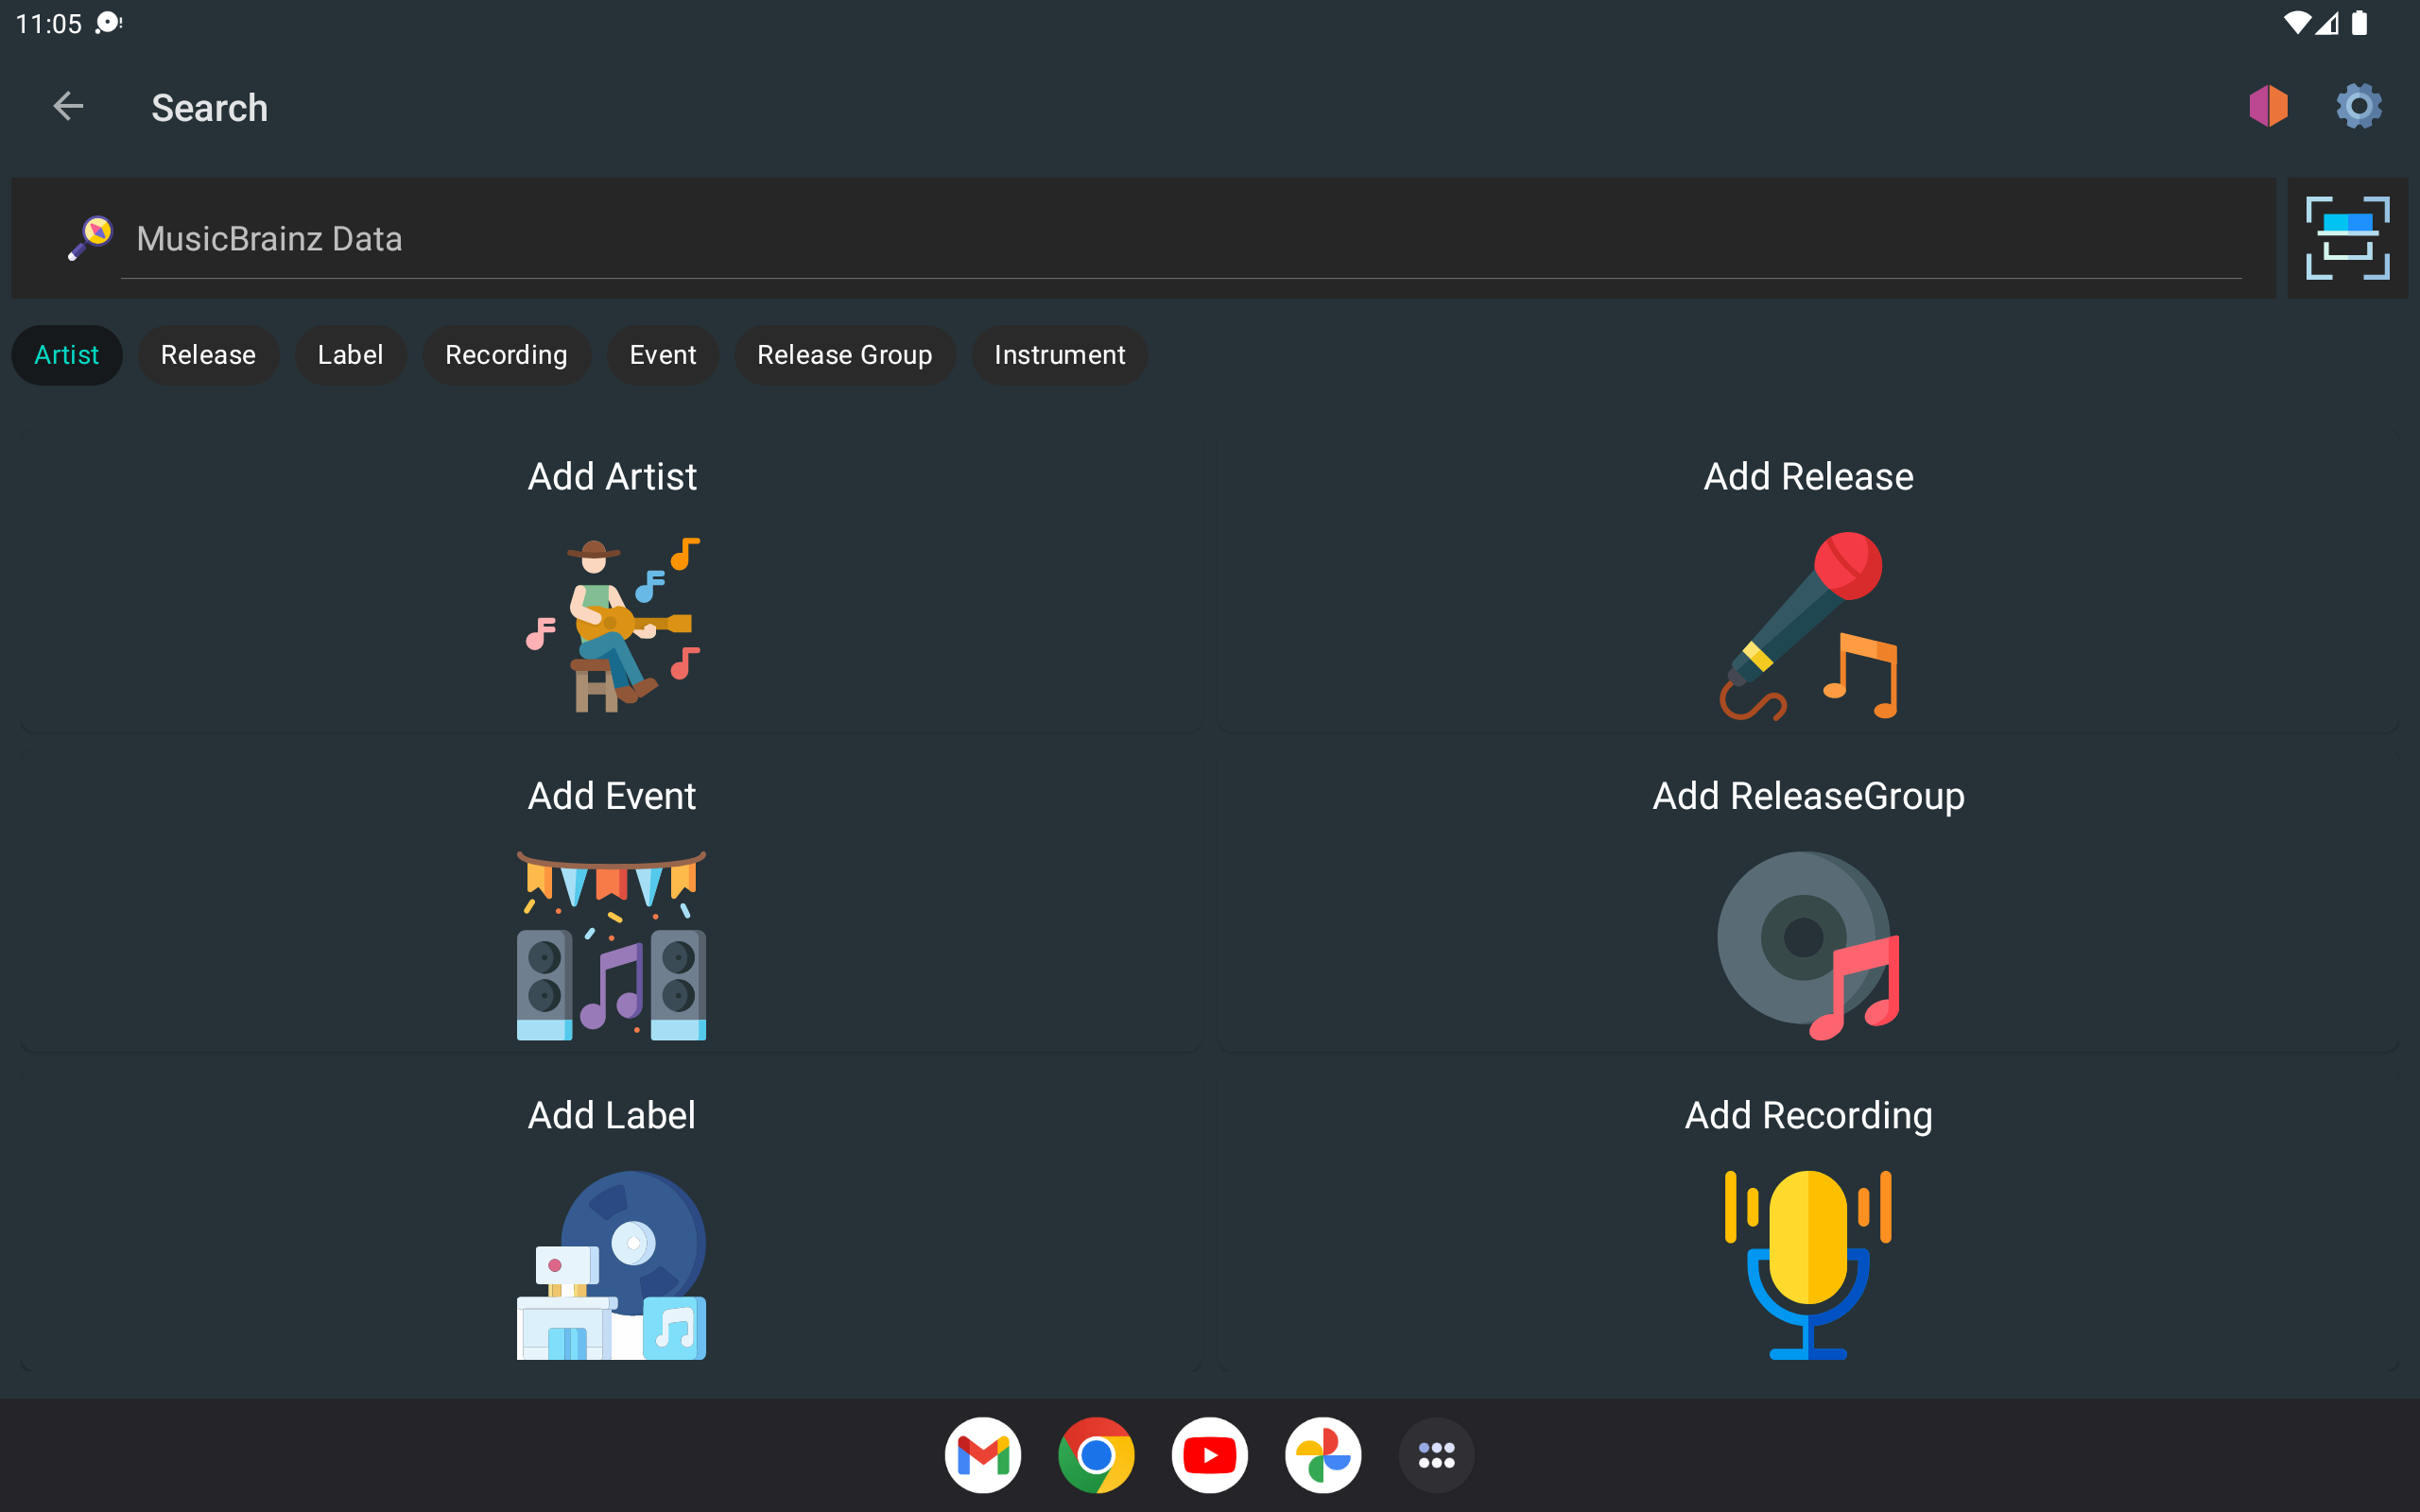 11:05
Search
MusicBrainz Data
Artist Release Label Recording Event Release Group Instrument
Add Artist Add Release
Add Event Add ReleaseGroup
Add Label Add Recording